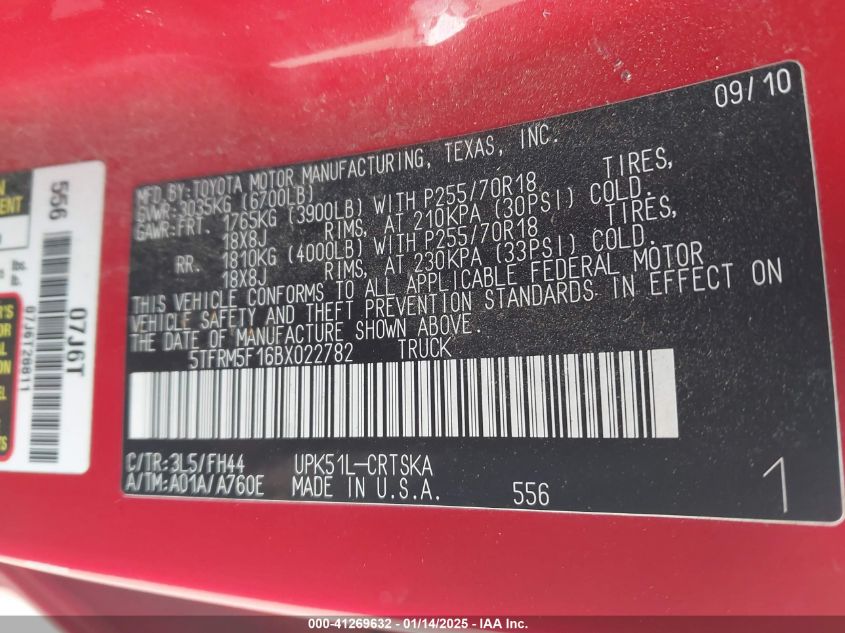 09/10
MFD BY: TOYOTA MOTOR MANUFACTURING, TEXAS, INC.
GVWR: 3035KG (6700LB)
GAWR: FRT. 1765KG (3900LB) WITH P255/70R18 TIRES,
18X8J RIMS, AT 210KPA (30PSI) COLD.
RR. 1810KG (4000LB) WITH P255/70R18 TIRES,
18X8J RIMS, AT 230KPA (33PSI) COLD.
THIS VEHICLE CONFORMS TO ALL APPLICABLE FEDERAL MOTOR
VEHICLE SAFETY AND THEFT PREVENTION STANDARDS IN EFFECT ON
THE DATE OF MANUFACTURE SHOWN ABOVE.
5TFRM5F16BX022782 TRUCK
C/TR: 3L5/FH44 UPK51L-CRTSKA
A/TM: A01A/A760E MADE IN U.S.A. 556
556
07J6T
07J6T28811
lbs.
000-41269632 - 01/14/2025 - IAAI, Inc.